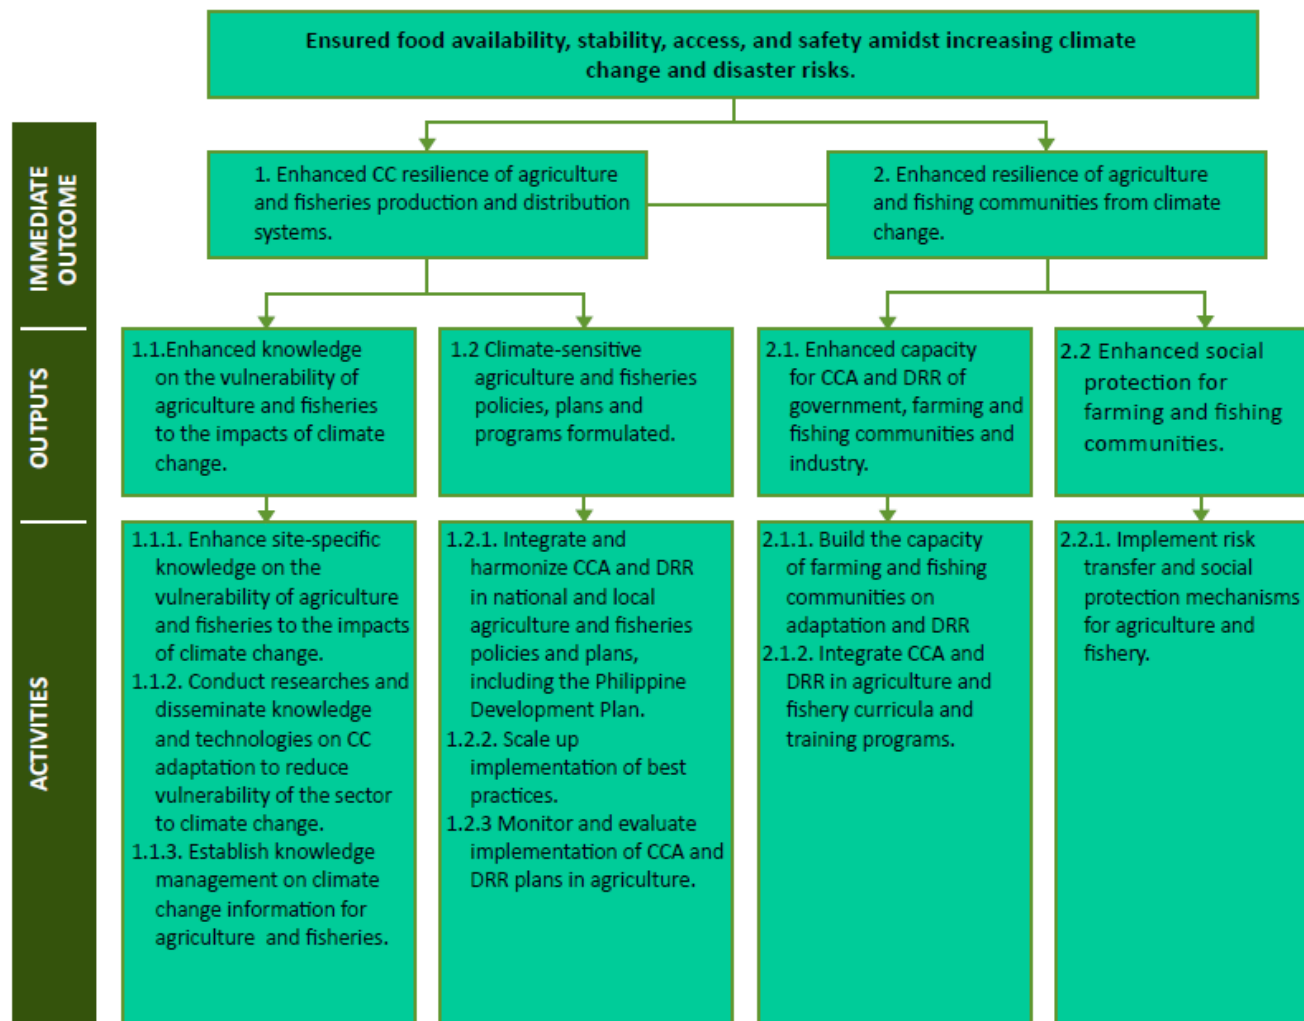 Ensured food availability, stability, access, and safety amidst increasing climate
change and disaster risks.
IMMEDIATE
OUTCOME
1. Enhanced CC resilience of agriculture
and fisheries production and distribution
systems.
2. Enhanced resilience of agriculture
and fishing communities from climate
change.
OUTPUTS
1.1.Enhanced knowledge
on the vulnerability of
agriculture and fisheries
to the impacts of climate
change.
1.2 Climate-sensitive
agriculture and fisheries
policies, plans and
programs formulated.
2.1. Enhanced capacity
for CCA and DRR of
government, farming and
fishing communities and
industry.
2.2 Enhanced social
protection for
farming and fishing
communities.
ACTIVITIES
1.1.1. Enhance site-specific
knowledge on the
vulnerability of agriculture
and fisheries to the impacts
of climate change.
1.1.2. Conduct researches and
disseminate knowledge
and technologies on CC
adaptation to reduce
vulnerability of the sector
to climate change.
1.1.3. Establish knowledge
management on climate
change information for
agriculture and fisheries.
1.2.1. Integrate and
harmonize CCA and DRR
in national and local
agriculture and fisheries
policies and plans,
including the Philippine
Development Plan.
1.2.2. Scale up
implementation of best
practices.
1.2.3 Monitor and evaluate
implementation of CCA and
DRR plans in agriculture.
2.1.1. Build the capacity
of farming and fishing
communities on
adaptation and DRR
2.1.2. Integrate CCA and
DRR in agriculture and
fishery curricula and
training programs.
2.2.1. Implement risk
transfer and social
protection mechanisms
for agriculture and
fishery.